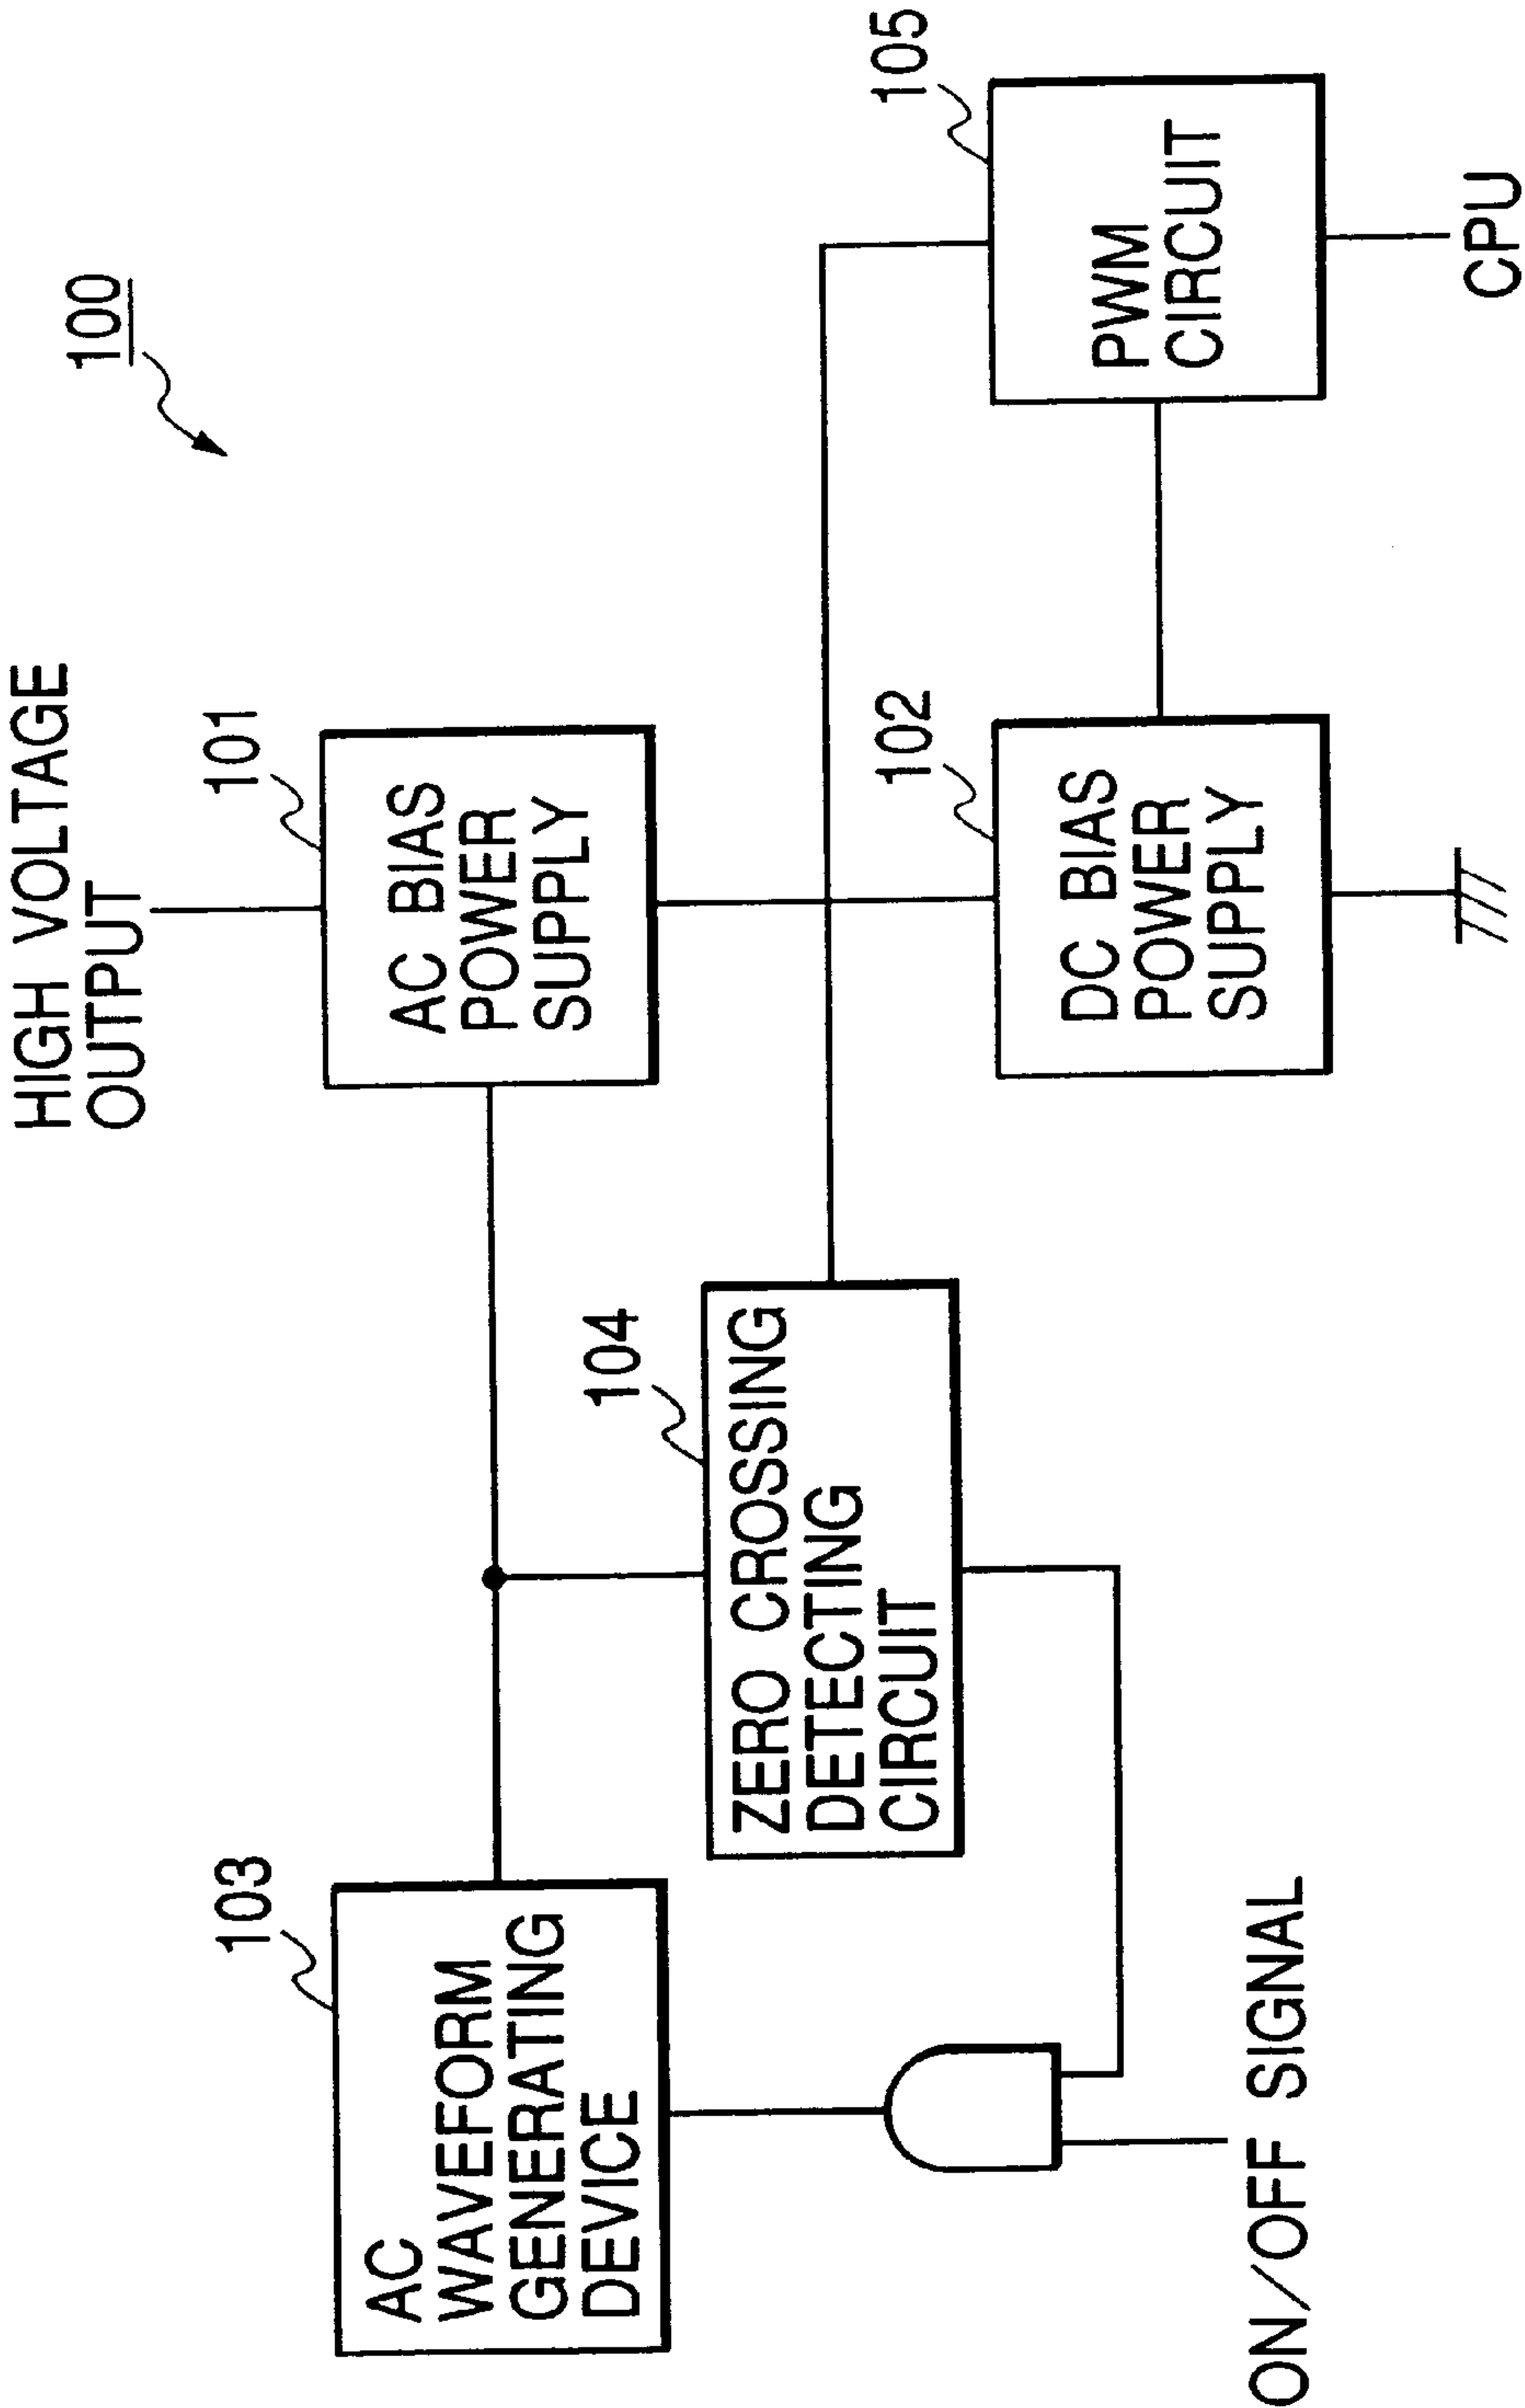 100
HIGH VOLTAGE
OUTPUT
103
AC
WAVEFORM
GENERATING
DEVICE
101
AC BIAS
POWER
SUPPLY
104
ZERO CROSSING
DETECTING
CIRCUIT
102
DC BIAS
POWER
SUPPLY
105
PWM
CIRCUIT
ON/OFF SIGNAL
CPU